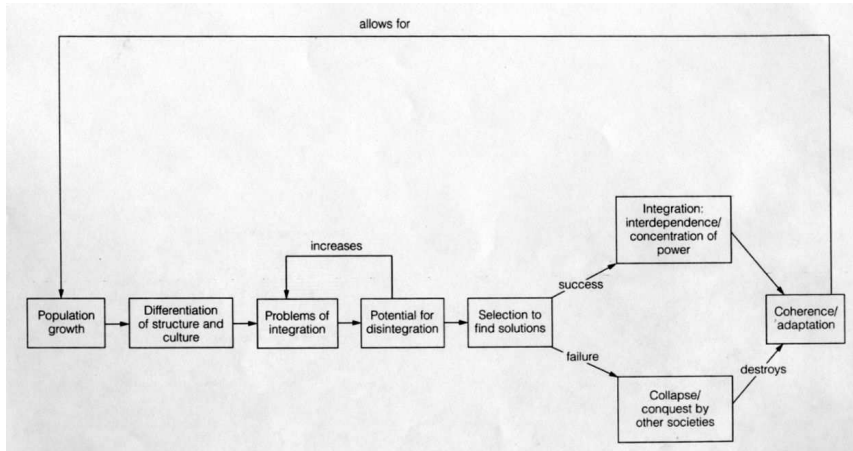 allows for
Integration:
interdependence/
concentration of
power
increases
success
Population
growth
Differentiation
of structure and
culture
Problems of
integration
Potential for
disintegration
Selection to
find solutions
Coherence/
adaptation
failure
destroys
Collapse/
conquest by
other societies